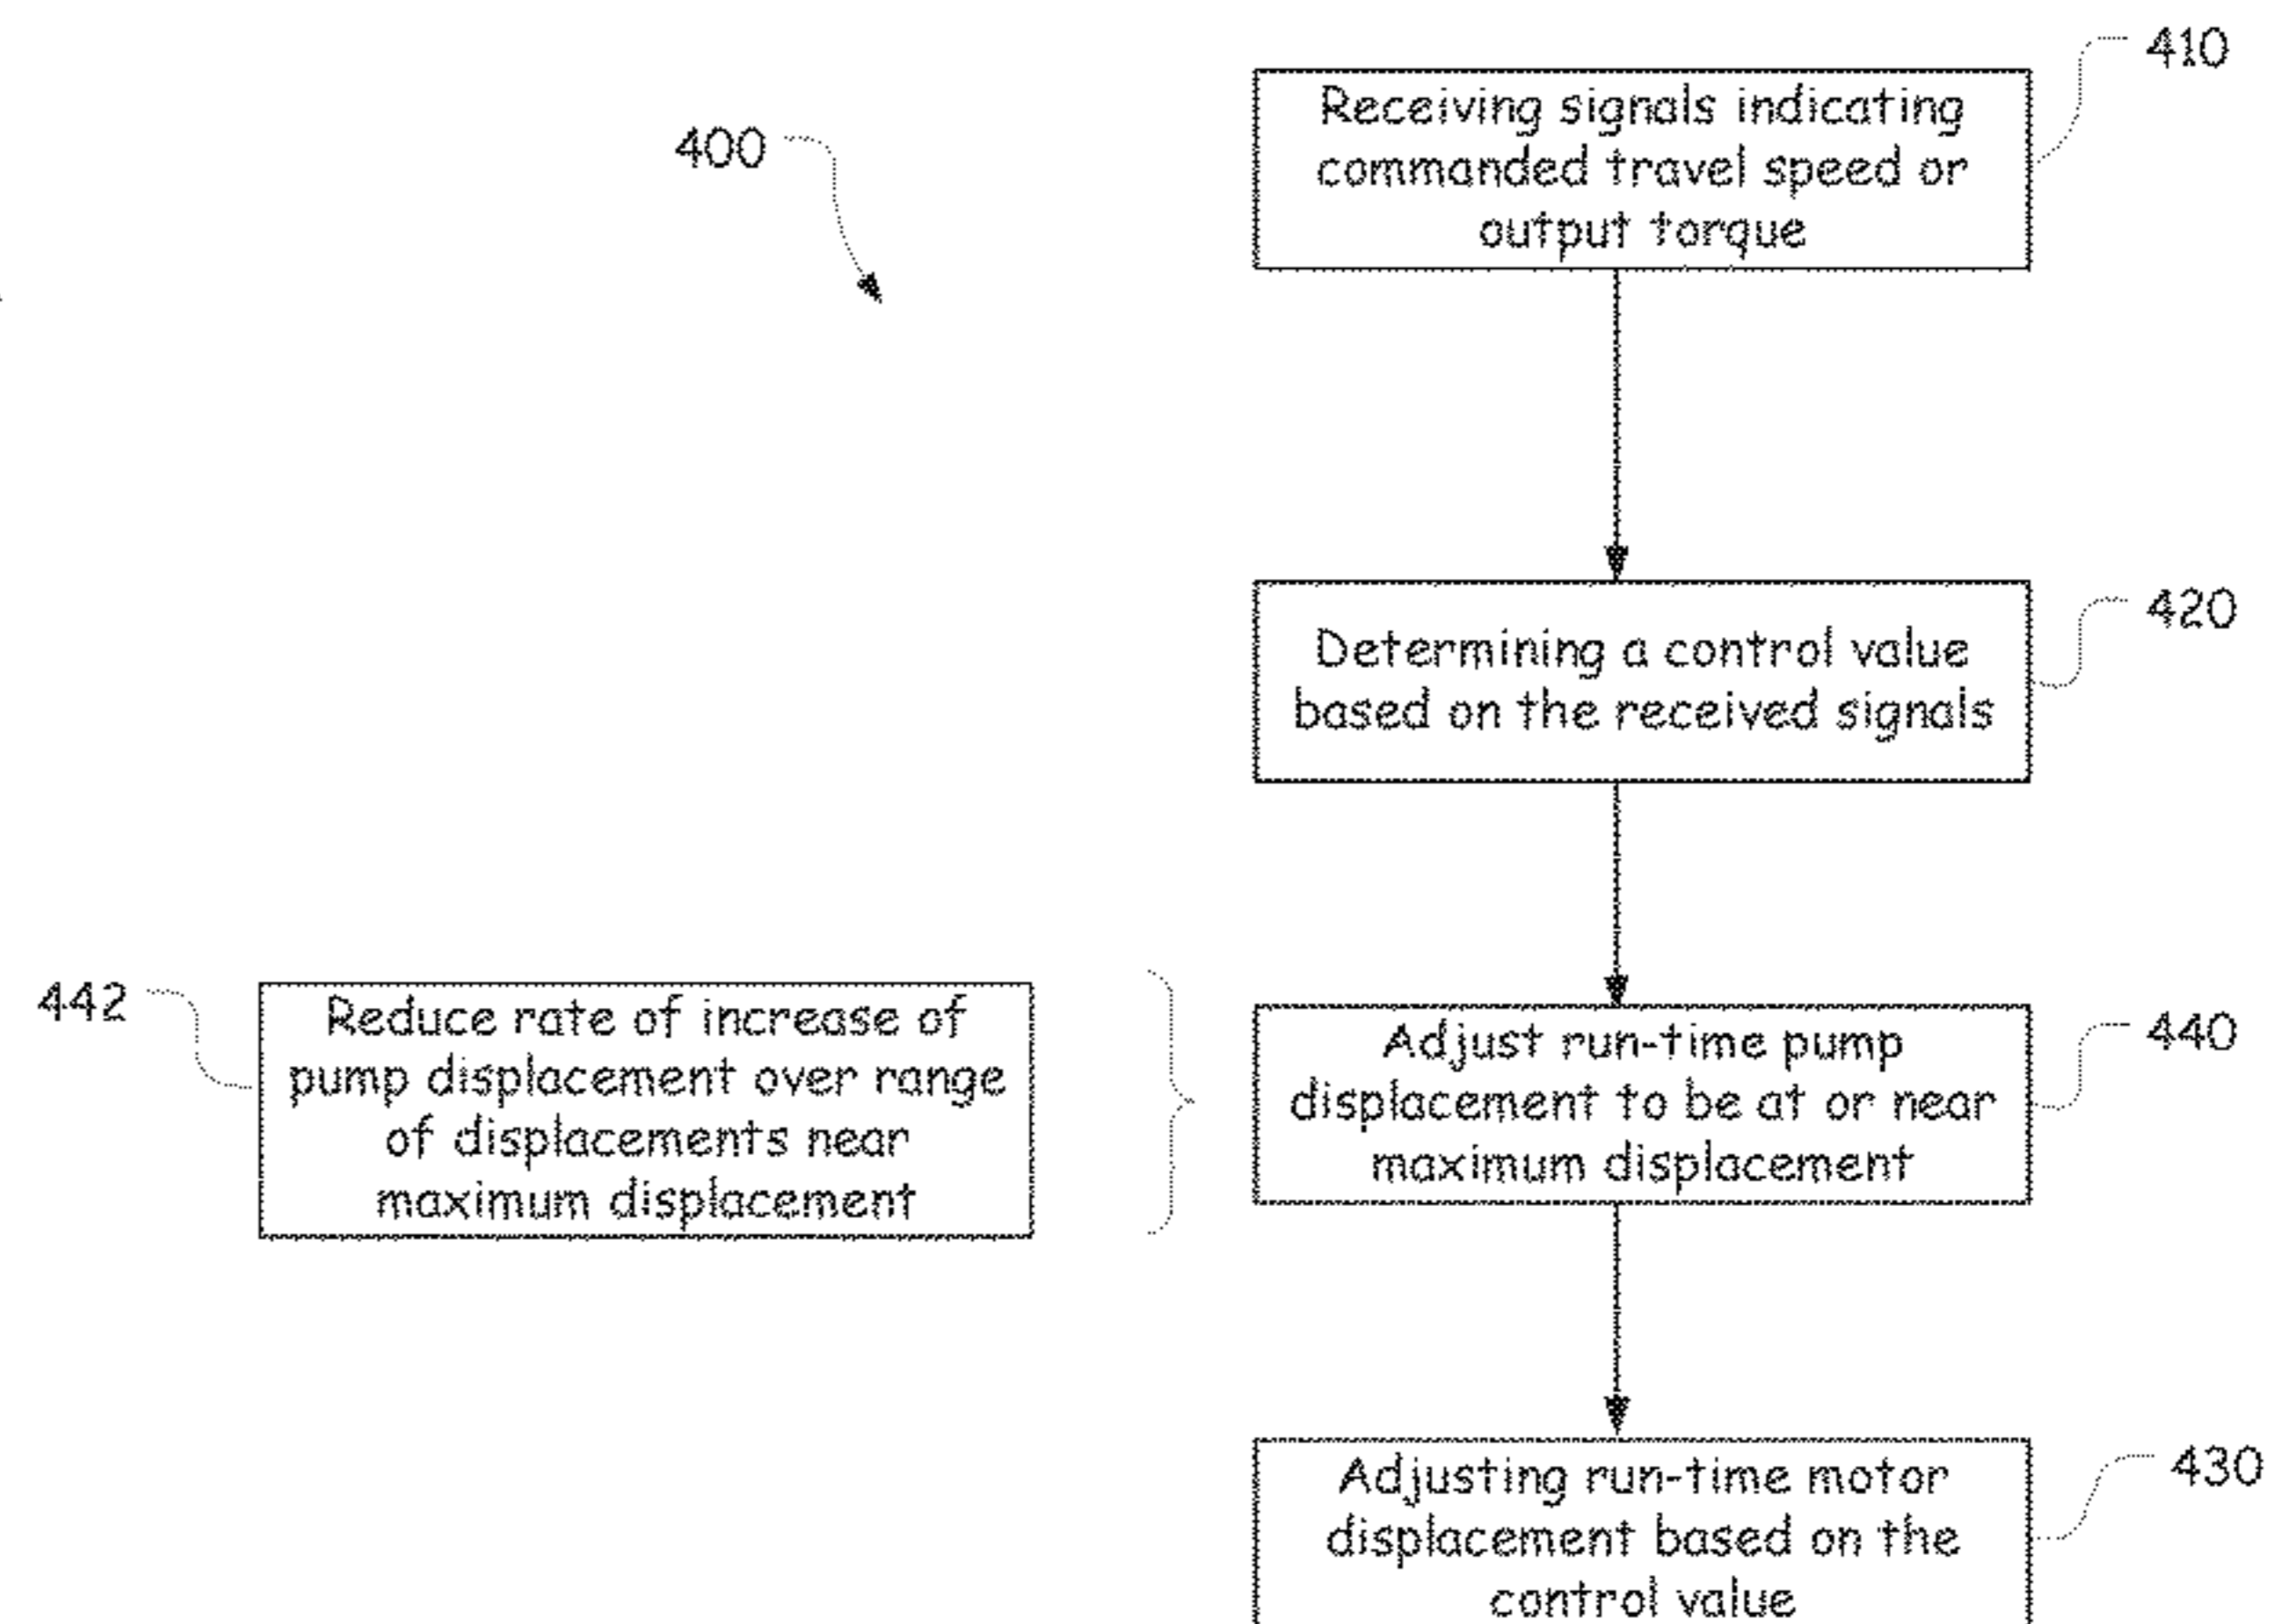 410
Receiving signals indicating
commanded travel speed or
output torque
400
420
Determining a control value
based on the received signals
442
Reduce rate of increase of
pump displacement over range
of displacements near
maximum displacement
440
Adjust run-time pump
displacement to be at or near
maximum displacement
430
Adjusting run-time motor
displacement based on the
control value